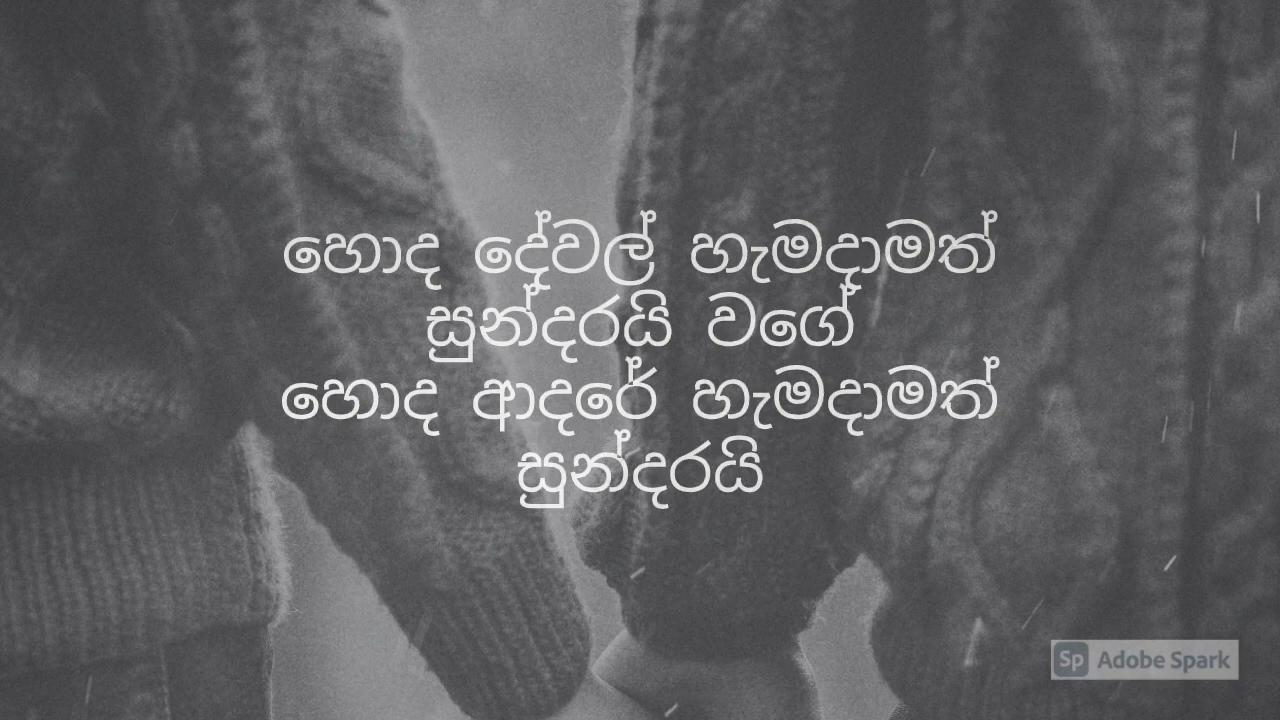 හොද දේවල් හැමදාමත්
සුන්දරයි වගේ
හොද ආදරේ හැමදාමත්
සුන්දරයි
Sp Adobe Spark